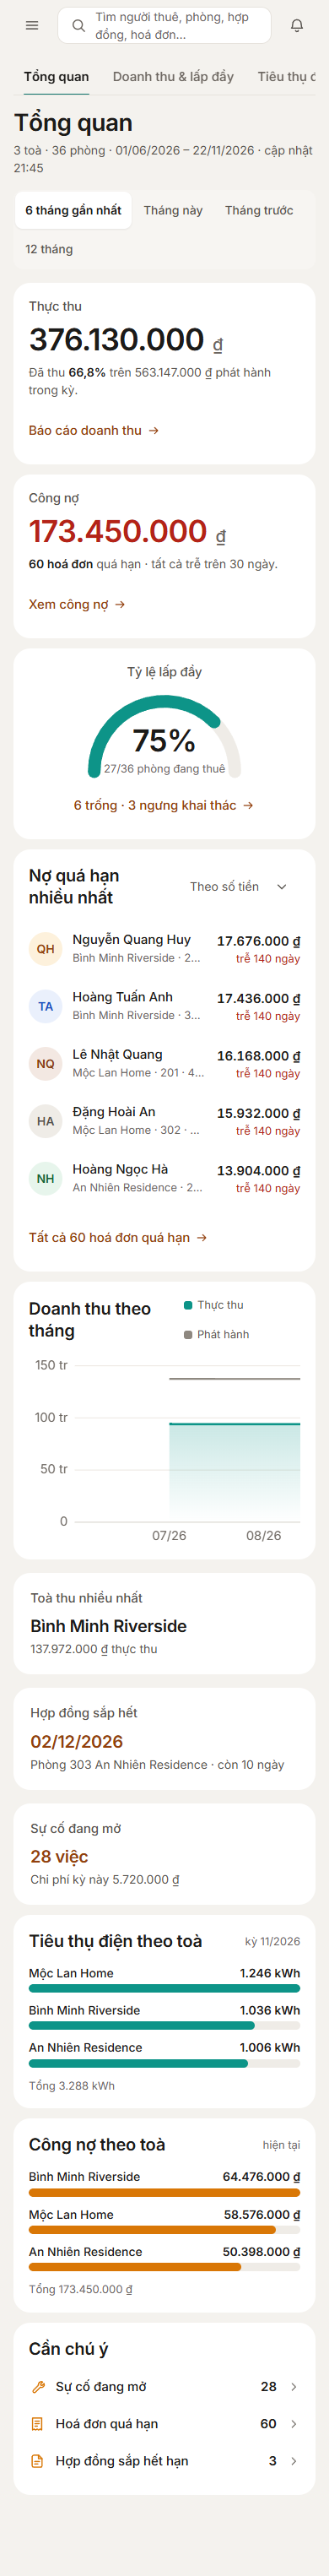 Tìm người thuê, phòng, hợp
đồng, hoá đơn...
Tổng quan Doanh thu & lấp đầy Tiêu thụ đ
Tổng quan
3 toà · 36 phòng · 01/06/2026 – 22/11/2026 · cập nhật
21:45
6 tháng gần nhất Tháng này Tháng trước
12 tháng
Thực thu
376.130.000 ₫
Đã thu 66,8% trên 563.147.000 ₫ phát hành
trong kỳ.
Báo cáo doanh thu →
Công nợ
173.450.000 ₫
60 hoá đơn quá hạn · tất cả trễ trên 30 ngày.
Xem công nợ →
Tỷ lệ lấp đầy
75%
27/36 phòng đang thuê
6 trống · 3 ngưng khai thác →
Nợ quá hạn
nhiều nhất
Theo số tiền
QH Nguyễn Quang Huy 17.676.000 ₫
Bình Minh Riverside · 2... trễ 140 ngày
TA Hoàng Tuấn Anh 17.436.000 ₫
Bình Minh Riverside · 3... trễ 140 ngày
NQ Lê Nhật Quang 16.168.000 ₫
Mộc Lan Home · 201 · 4... trễ 140 ngày
HA Đặng Hoài An 15.932.000 ₫
Mộc Lan Home · 302 · ... trễ 140 ngày
NH Hoàng Ngọc Hà 13.904.000 ₫
An Nhiên Residence · 2... trễ 140 ngày
Tất cả 60 hoá đơn quá hạn →
Doanh thu theo
tháng
Thực thu
Phát hành
150 tr
100 tr
50 tr
0
07/26 08/26
Toà thu nhiều nhất
Bình Minh Riverside
137.972.000 ₫ thực thu
Hợp đồng sắp hết
02/12/2026
Phòng 303 An Nhiên Residence · còn 10 ngày
Sự cố đang mở
28 việc
Chi phí kỳ này 5.720.000 ₫
Tiêu thụ điện theo toà kỳ 11/2026
Mộc Lan Home 1.246 kWh
Bình Minh Riverside 1.036 kWh
An Nhiên Residence 1.006 kWh
Tổng 3.288 kWh
Công nợ theo toà hiện tại
Bình Minh Riverside 64.476.000 ₫
Mộc Lan Home 58.576.000 ₫
An Nhiên Residence 50.398.000 ₫
Tổng 173.450.000 ₫
Cần chú ý
Sự cố đang mở 28
Hoá đơn quá hạn 60
Hợp đồng sắp hết hạn 3